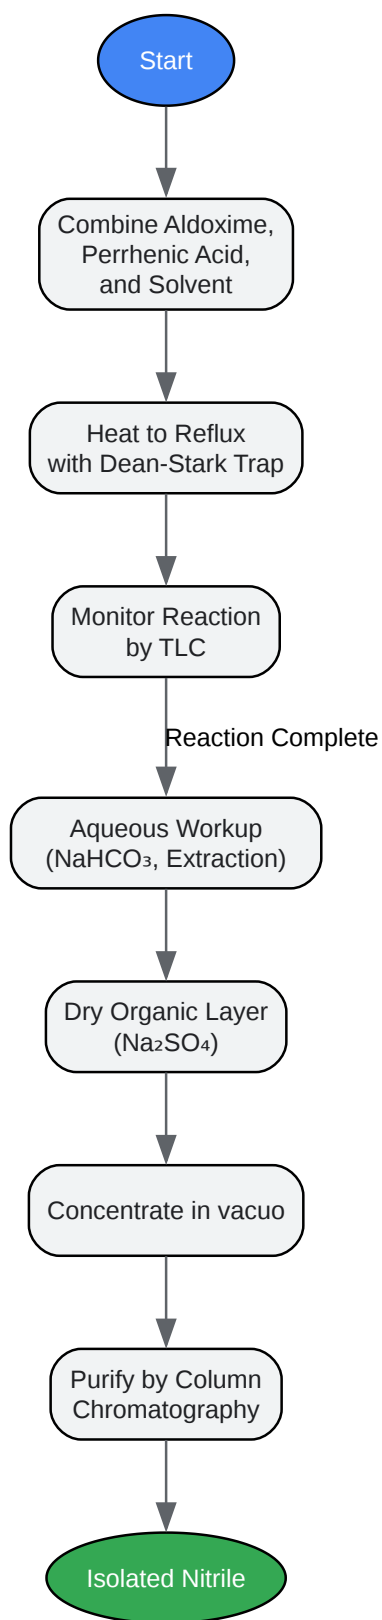 Start
Combine Aldoxime,
Perrhenic Acid,
and Solvent
Heat to Reflux
with Dean-Stark Trap
Monitor Reaction
by TLC
Reaction Complete
Aqueous Workup
(NaHCO₃, Extraction)
Dry Organic Layer
(Na₂SO₄)
Concentrate in vacuo
Purify by Column
Chromatography
Isolated Nitrile